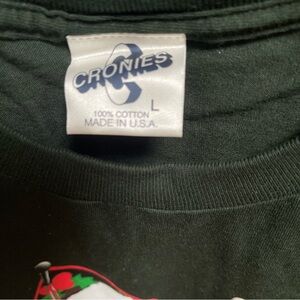 CRONIES
L
100% COTTON
MADE IN U.S.A.